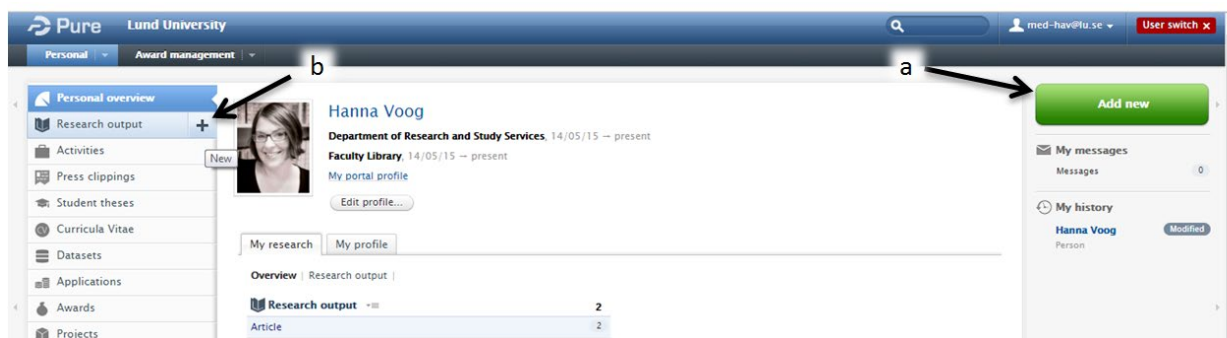 Pure Lund University med-hav@lu.se User switch x
Personal Award management
b
a
Personal overview
Research output +
New
Activities
Press clippings
Student theses
Curricula Vitae
Datasets
Applications
Awards
Projects
Hanna Voog
Department of Research and Study Services, 14/05/15 → present
Faculty Library, 14/05/15 → present
My portal profile
Edit profile...
My research My profile
Overview | Research output |
Research output 2
Article 2
Add new
My messages
Messages 0
My history
Hanna Voog Modified
Person